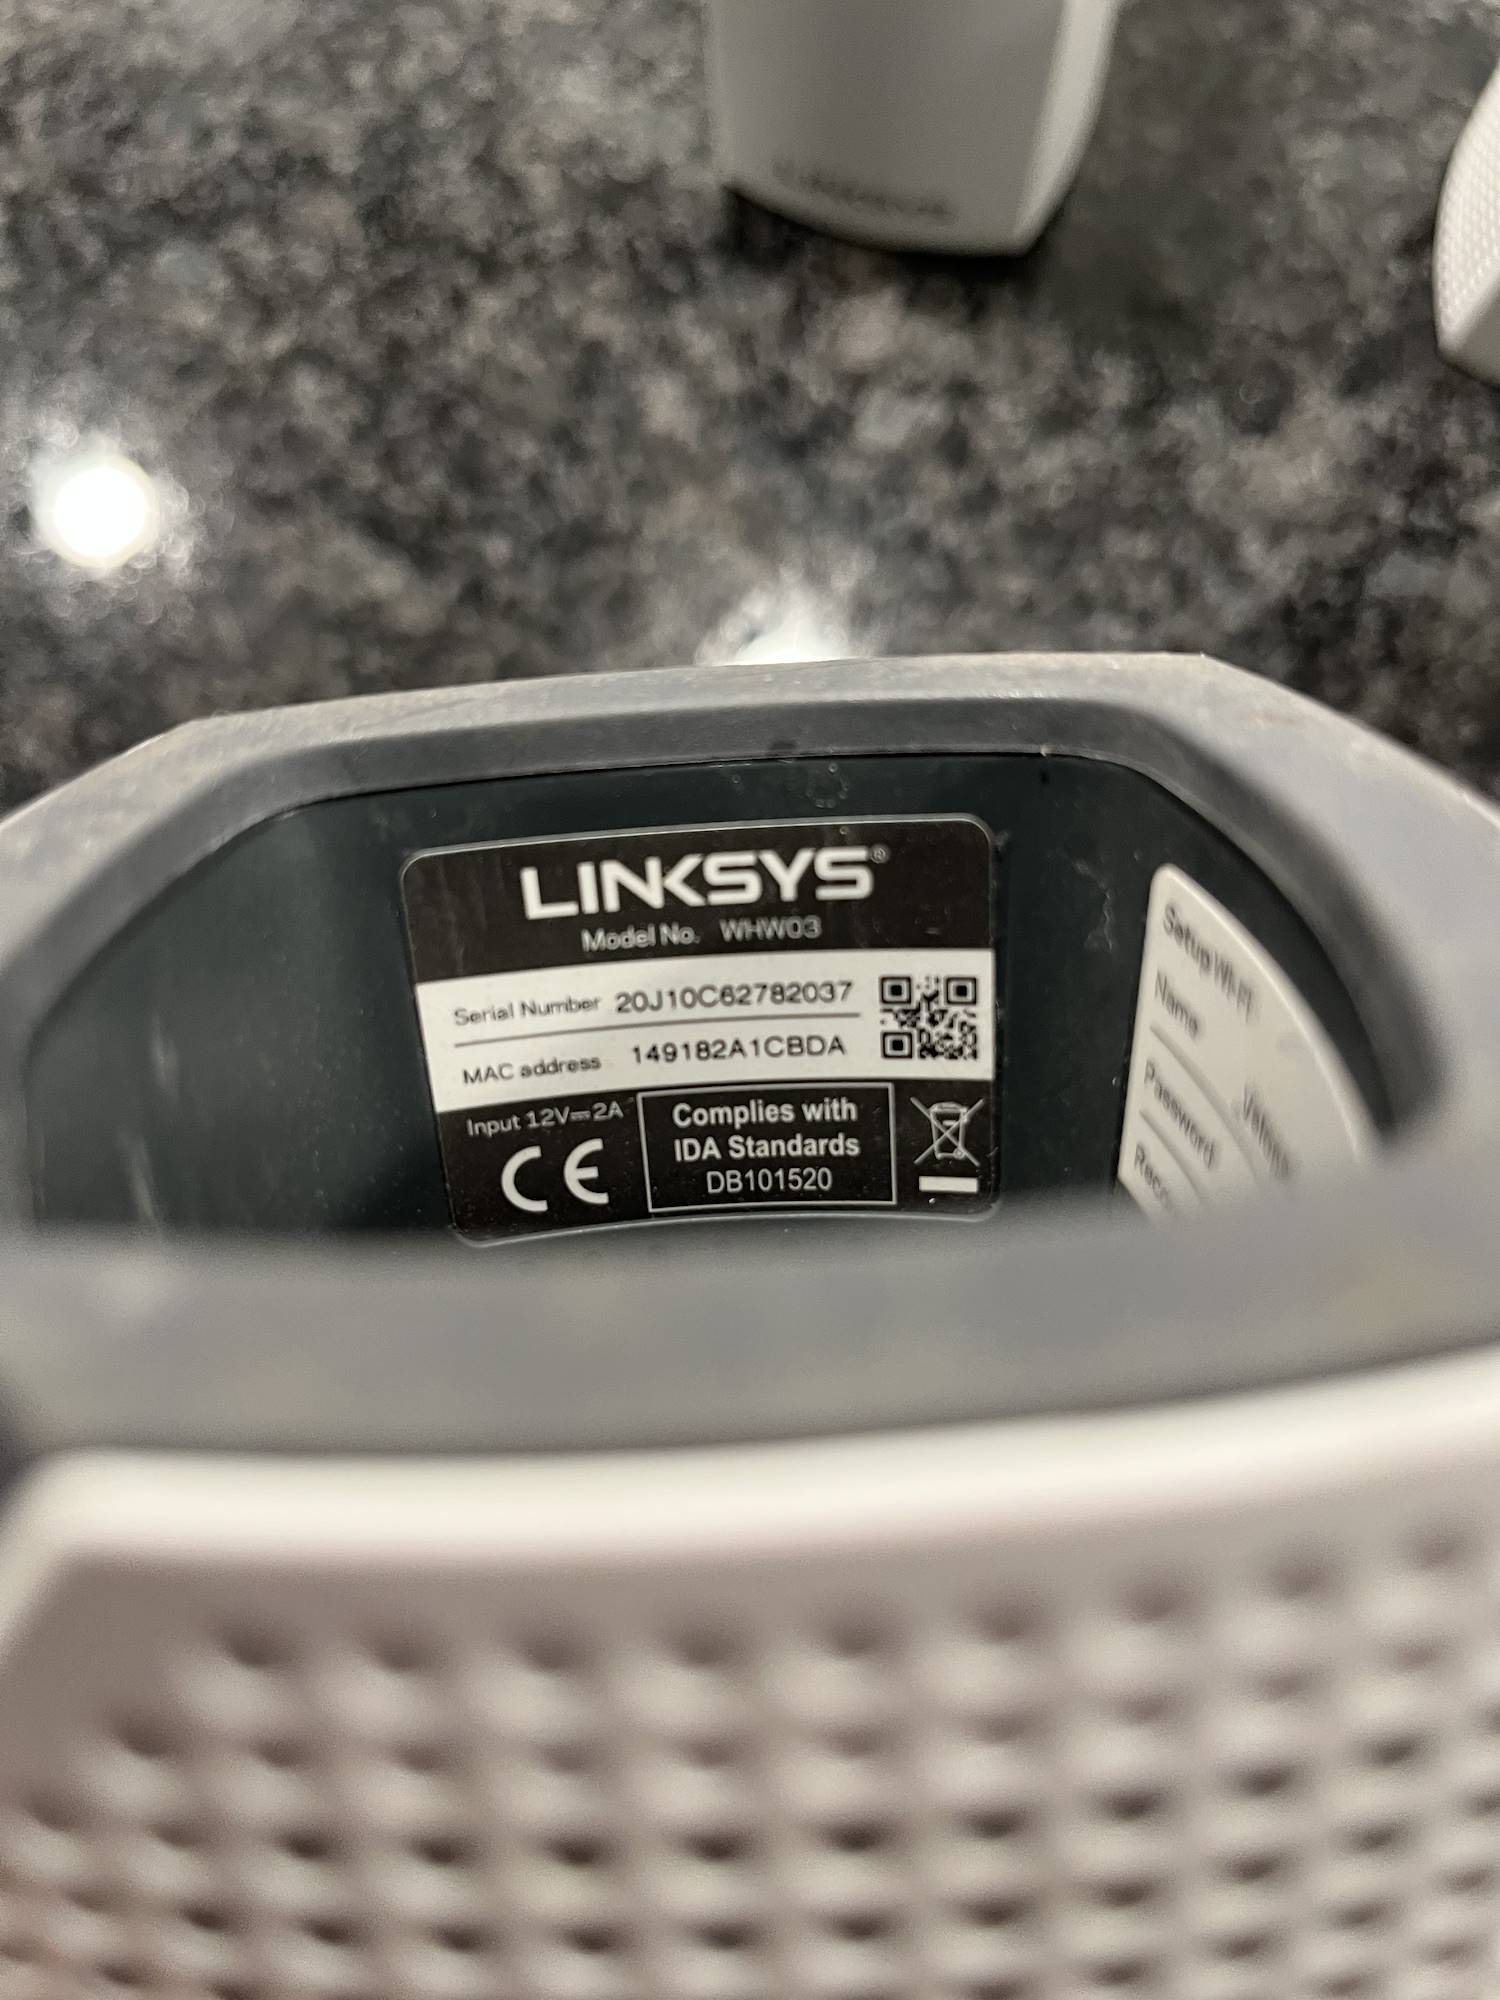 LINKSYS®
Model No. WHW03
Serial Number 20J10C62782037
MAC address 149182A1CBDA
Input 12V⎓2A
CE
Complies with
IDA Standards
DB101520
Setup Wi-Fi
Name
Password